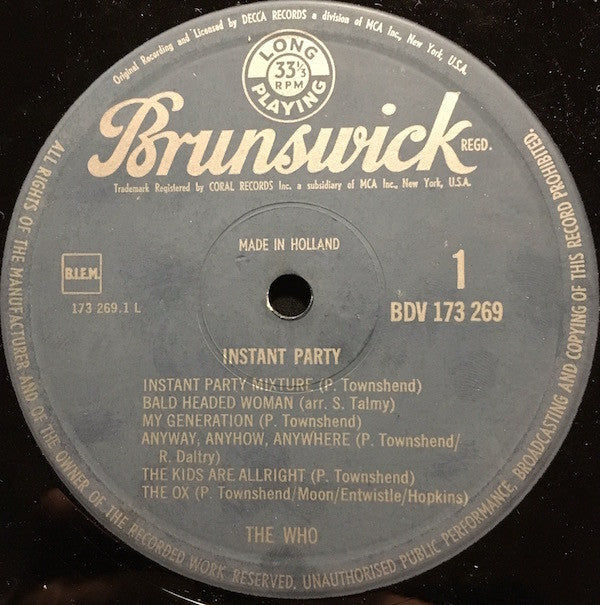 Original Recording and Licensed by DECCA RECORDS a division of MCA Inc., New York, U.S.A.
LONG
33 1/3
RPM
PLAYING
Brunswick REGD.
Trademark Registered by CORAL RECORDS Inc. a subsidiary of MCA Inc., New York, U.S.A.
MADE IN HOLLAND
B.I.E.M.
173 269.1 L
1
BDV 173 269
INSTANT PARTY
INSTANT PARTY MIXTURE (P. Townshend)
BALD HEADED WOMAN (arr. S. Talmy)
MY GENERATION (P. Townshend)
ANYWAY, ANYHOW, ANYWHERE (P. Townshend/
R. Daltry)
THE KIDS ARE ALLRIGHT (P. Townshend)
THE OX (P. Townshend/Moon/Entwistle/Hopkins)
THE WHO
ALL RIGHTS OF THE MANUFACTURER AND OF THE OWNER OF THE RECORDED WORK RESERVED. UNAUTHORISED PUBLIC PERFORMANCE, BROADCASTING AND COPYING OF THIS RECORD PROHIBITED.